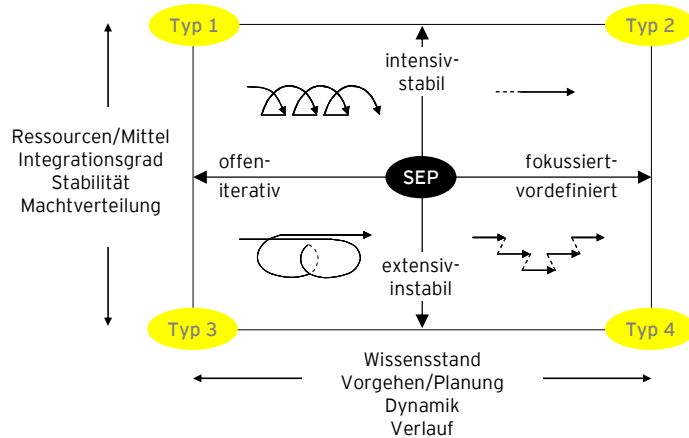 Typ 1
Typ 2
intensiv-
stabil
Ressourcen/Mittel
Integrationsgrad
Stabilität
Machtverteilung
offen-
iterativ
SEP
fokussiert-
vordefiniert
extensiv-
instabil
Typ 3
Typ 4
Wissensstand
Vorgehen/Planung
Dynamik
Verlauf